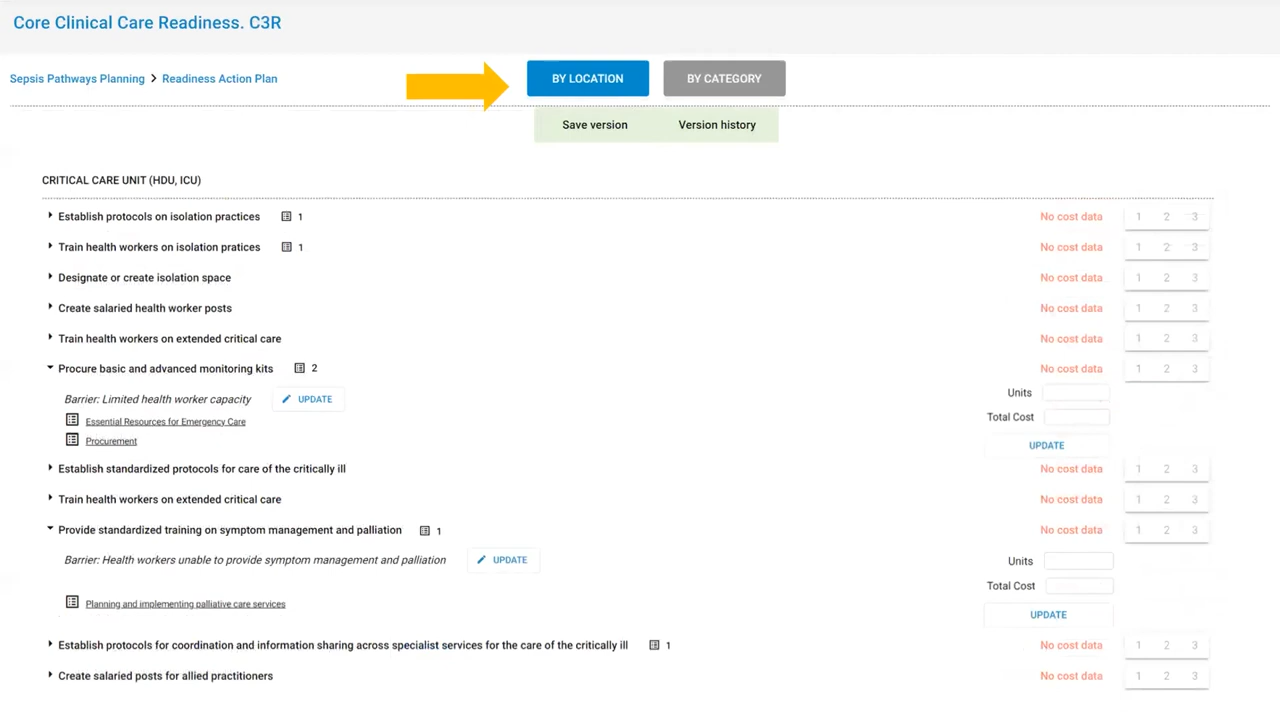 Core Clinical Care Readiness. C3R
Sepsis Pathways Planning > Readiness Action Plan
BY LOCATION BY CATEGORY
Save version Version history
CRITICAL CARE UNIT (HDU, ICU)
Establish protocols on isolation practices 1 No cost data 1 2 3
Train health workers on isolation pratices 1 No cost data 1 2 3
Designate or create isolation space No cost data 1 2 3
Create salaried health worker posts No cost data 1 2 3
Train health workers on extended critical care No cost data 1 2 3
Procure basic and advanced monitoring kits 2 No cost data 1 2 3
Barrier: Limited health worker capacity UPDATE Units
Essential Resources for Emergency Care Total Cost
Procurement UPDATE
Establish standardized protocols for care of the critically ill No cost data 1 2 3
Train health workers on extended critical care No cost data 1 2 3
Provide standardized training on symptom management and palliation 1 No cost data 1 2 3
Barrier: Health workers unable to provide symptom management and palliation UPDATE Units
Total Cost
Planning and implementing palliative care services UPDATE
Establish protocols for coordination and information sharing across specialist services for the care of the critically ill 1 No cost data 1 2 3
Create salaried posts for allied practitioners No cost data 1 2 3